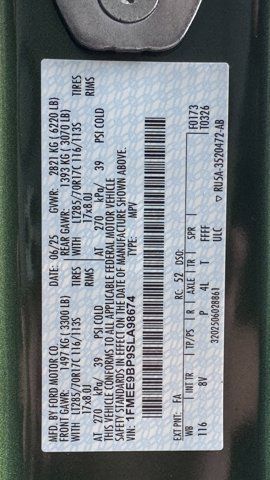 MFD. BY FORD MOTOR CO.
DATE: 06/25 GVWR: 2821 KG ( 6220 LB)
FRONT GAWR: 1497 KG ( 3300 LB) REAR GAWR: 1393 KG ( 3070 LB)
LT285/70R17C 116/113S TIRES LT285/70R17C 116/113S TIRES
17x8.0J RIMS 17x8.0J RIMS
AT 270 kPa/ 39 PSI COLD AT 270 kPa/ 39 PSI COLD
THIS VEHICLE CONFORMS TO ALL APPLICABLE FEDERAL MOTOR VEHICLE
SAFETY STANDARDS IN EFFECT ON THE DATE OF MANUFACTURE SHOWN ABOVE.
VIN: 1FMEE9BP9SLA98674
TYPE: MPV
F0173
T0326
EXT PNT: FA RC: 52 DSO:
WB INT TR TP/PS R AXLE TR SPR
116 8V P 4L T FFFF
ULC
3202506028861
RU5A-3520472-AB